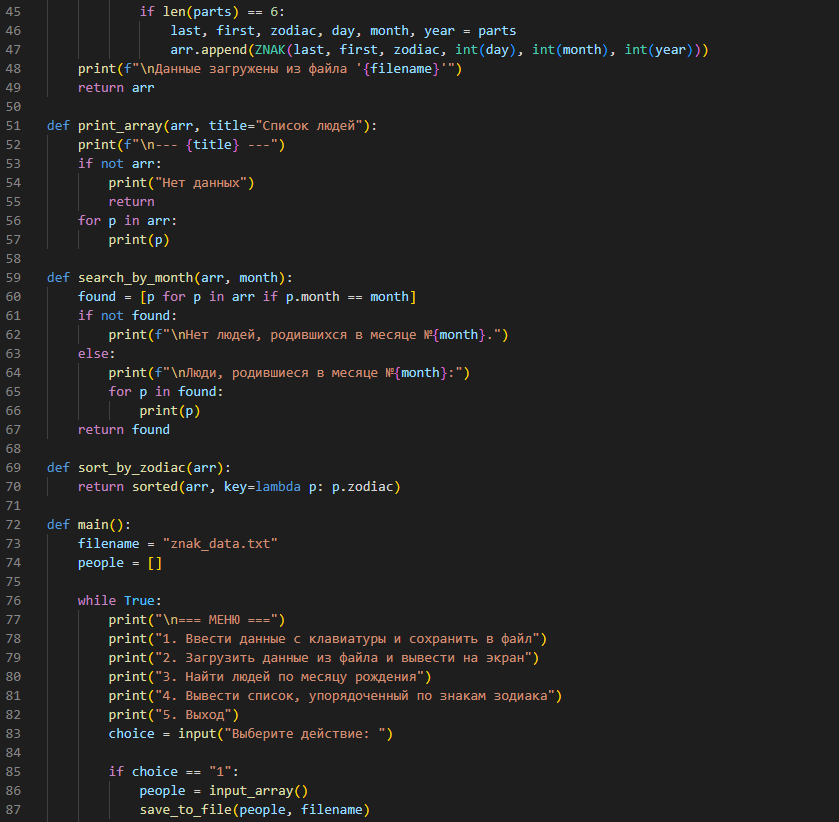 45 if len(parts) == 6:
46 last, first, zodiac, day, month, year = parts
47 arr.append(ZNAK(last, first, zodiac, int(day), int(month), int(year)))
48 print(f"\nДанные загружены из файла '{filename}'")
49 return arr
50
51 def print_array(arr, title="Список людей"):
52 print(f"\n--- {title} ---")
53 if not arr:
54 print("Нет данных")
55 return
56 for p in arr:
57 print(p)
58
59 def search_by_month(arr, month):
60 found = [p for p in arr if p.month == month]
61 if not found:
62 print(f"\nНет людей, родившихся в месяце №{month}.")
63 else:
64 print(f"\nЛюди, родившиеся в месяце №{month}:")
65 for p in found:
66 print(p)
67 return found
68
69 def sort_by_zodiac(arr):
70 return sorted(arr, key=lambda p: p.zodiac)
71
72 def main():
73 filename = "znak_data.txt"
74 people = []
75
76 while True:
77 print("\n=== МЕНЮ ===")
78 print("1. Ввести данные с клавиатуры и сохранить в файл")
79 print("2. Загрузить данные из файла и вывести на экран")
80 print("3. Найти людей по месяцу рождения")
81 print("4. Вывести список, упорядоченный по знакам зодиака")
82 print("5. Выход")
83 choice = input("Выберите действие: ")
84
85 if choice == "1":
86 people = input_array()
87 save_to_file(people, filename)